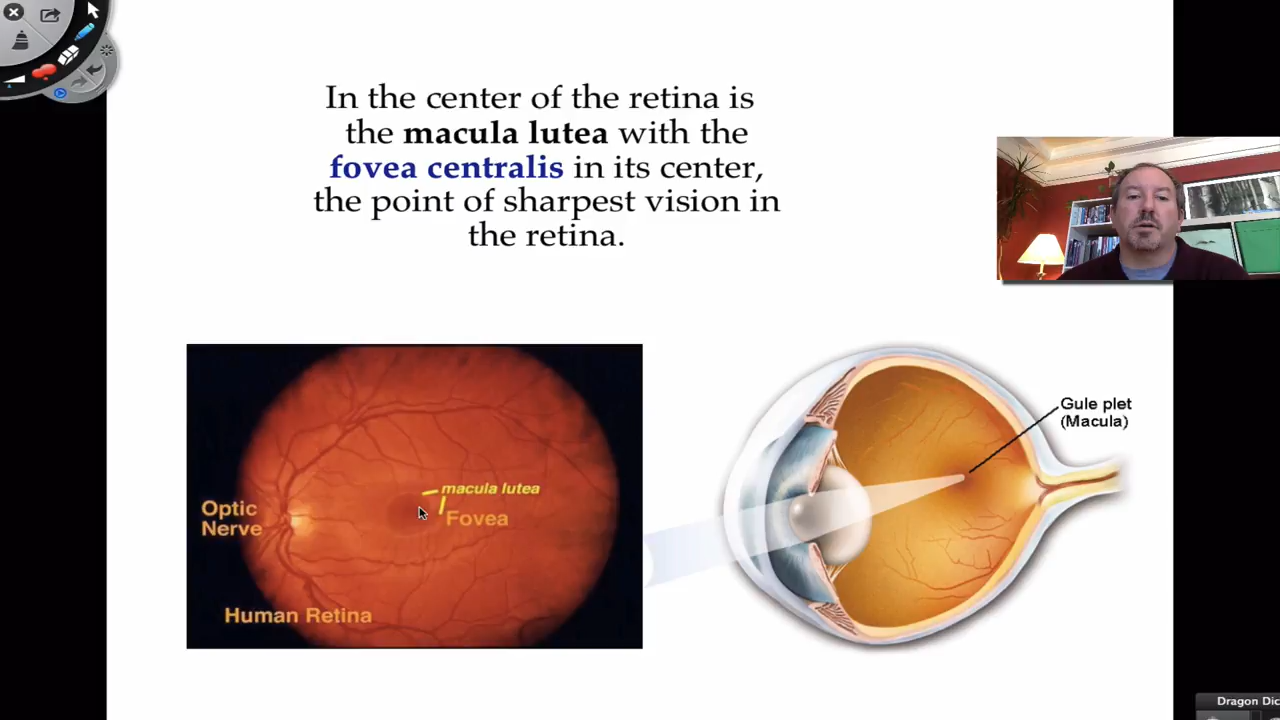 In the center of the retina is
the macula lutea with the
fovea centralis in its center,
the point of sharpest vision in
the retina.
Gule plet
(Macula)
macula lutea
Fovea
Optic
Nerve
Human Retina
Dragon Dic